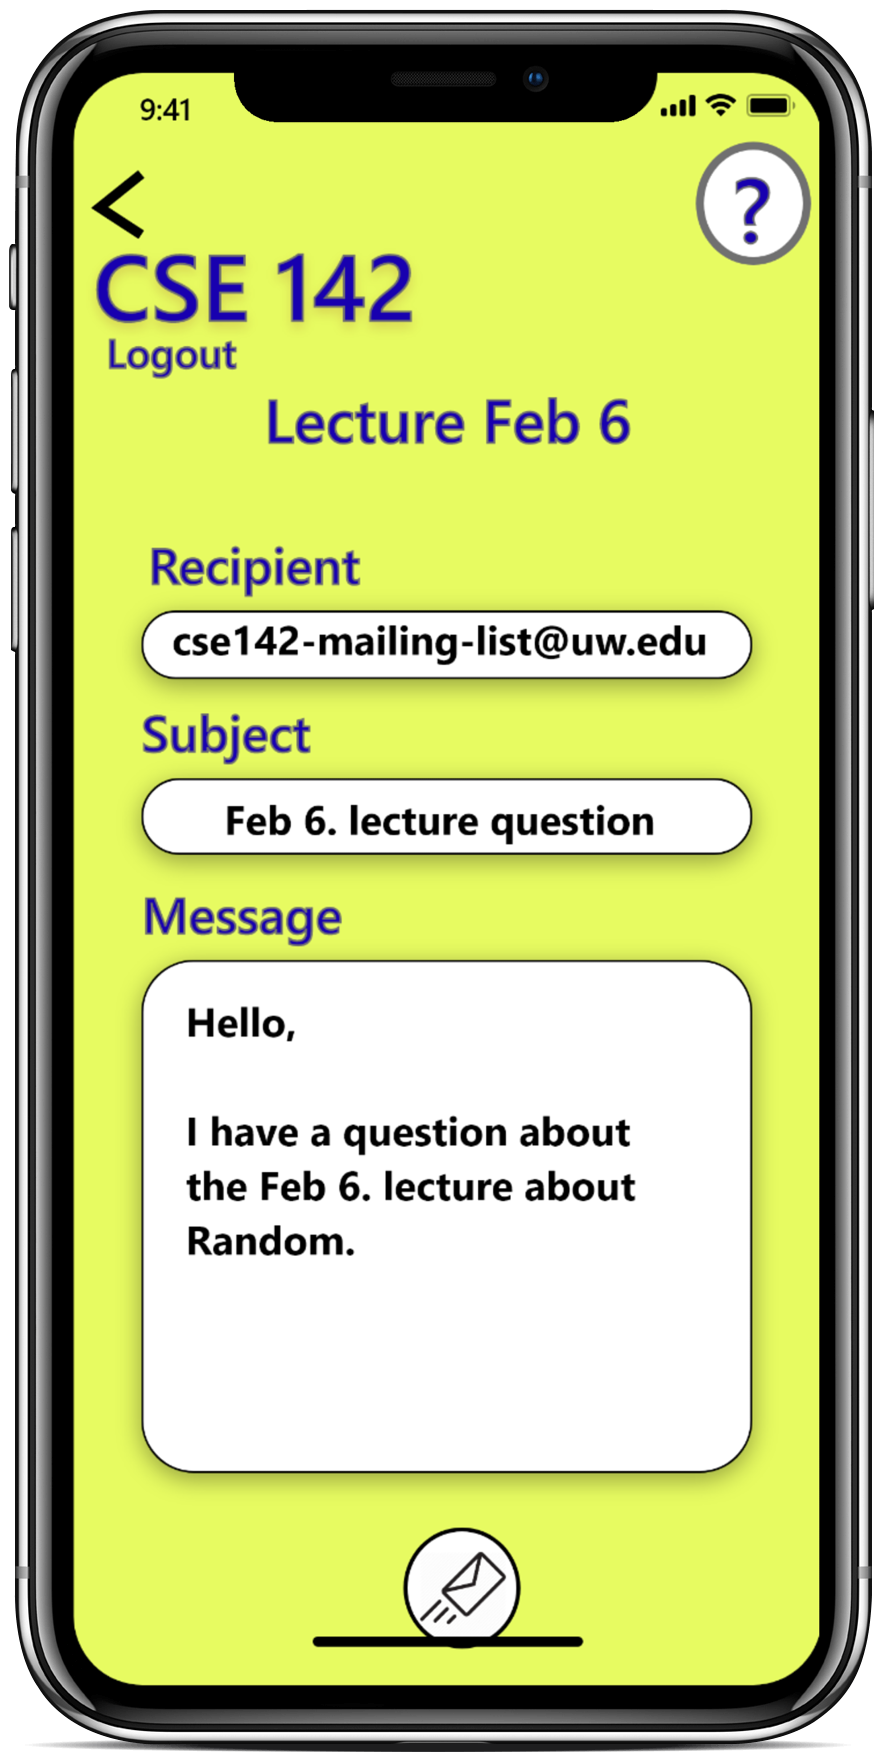 9:41
?
CSE 142
Logout
Lecture Feb 6
Recipient
cse142-mailing-list@uw.edu
Subject
Feb 6. lecture question
Message
Hello,
I have a question about
the Feb 6. lecture about
Random.